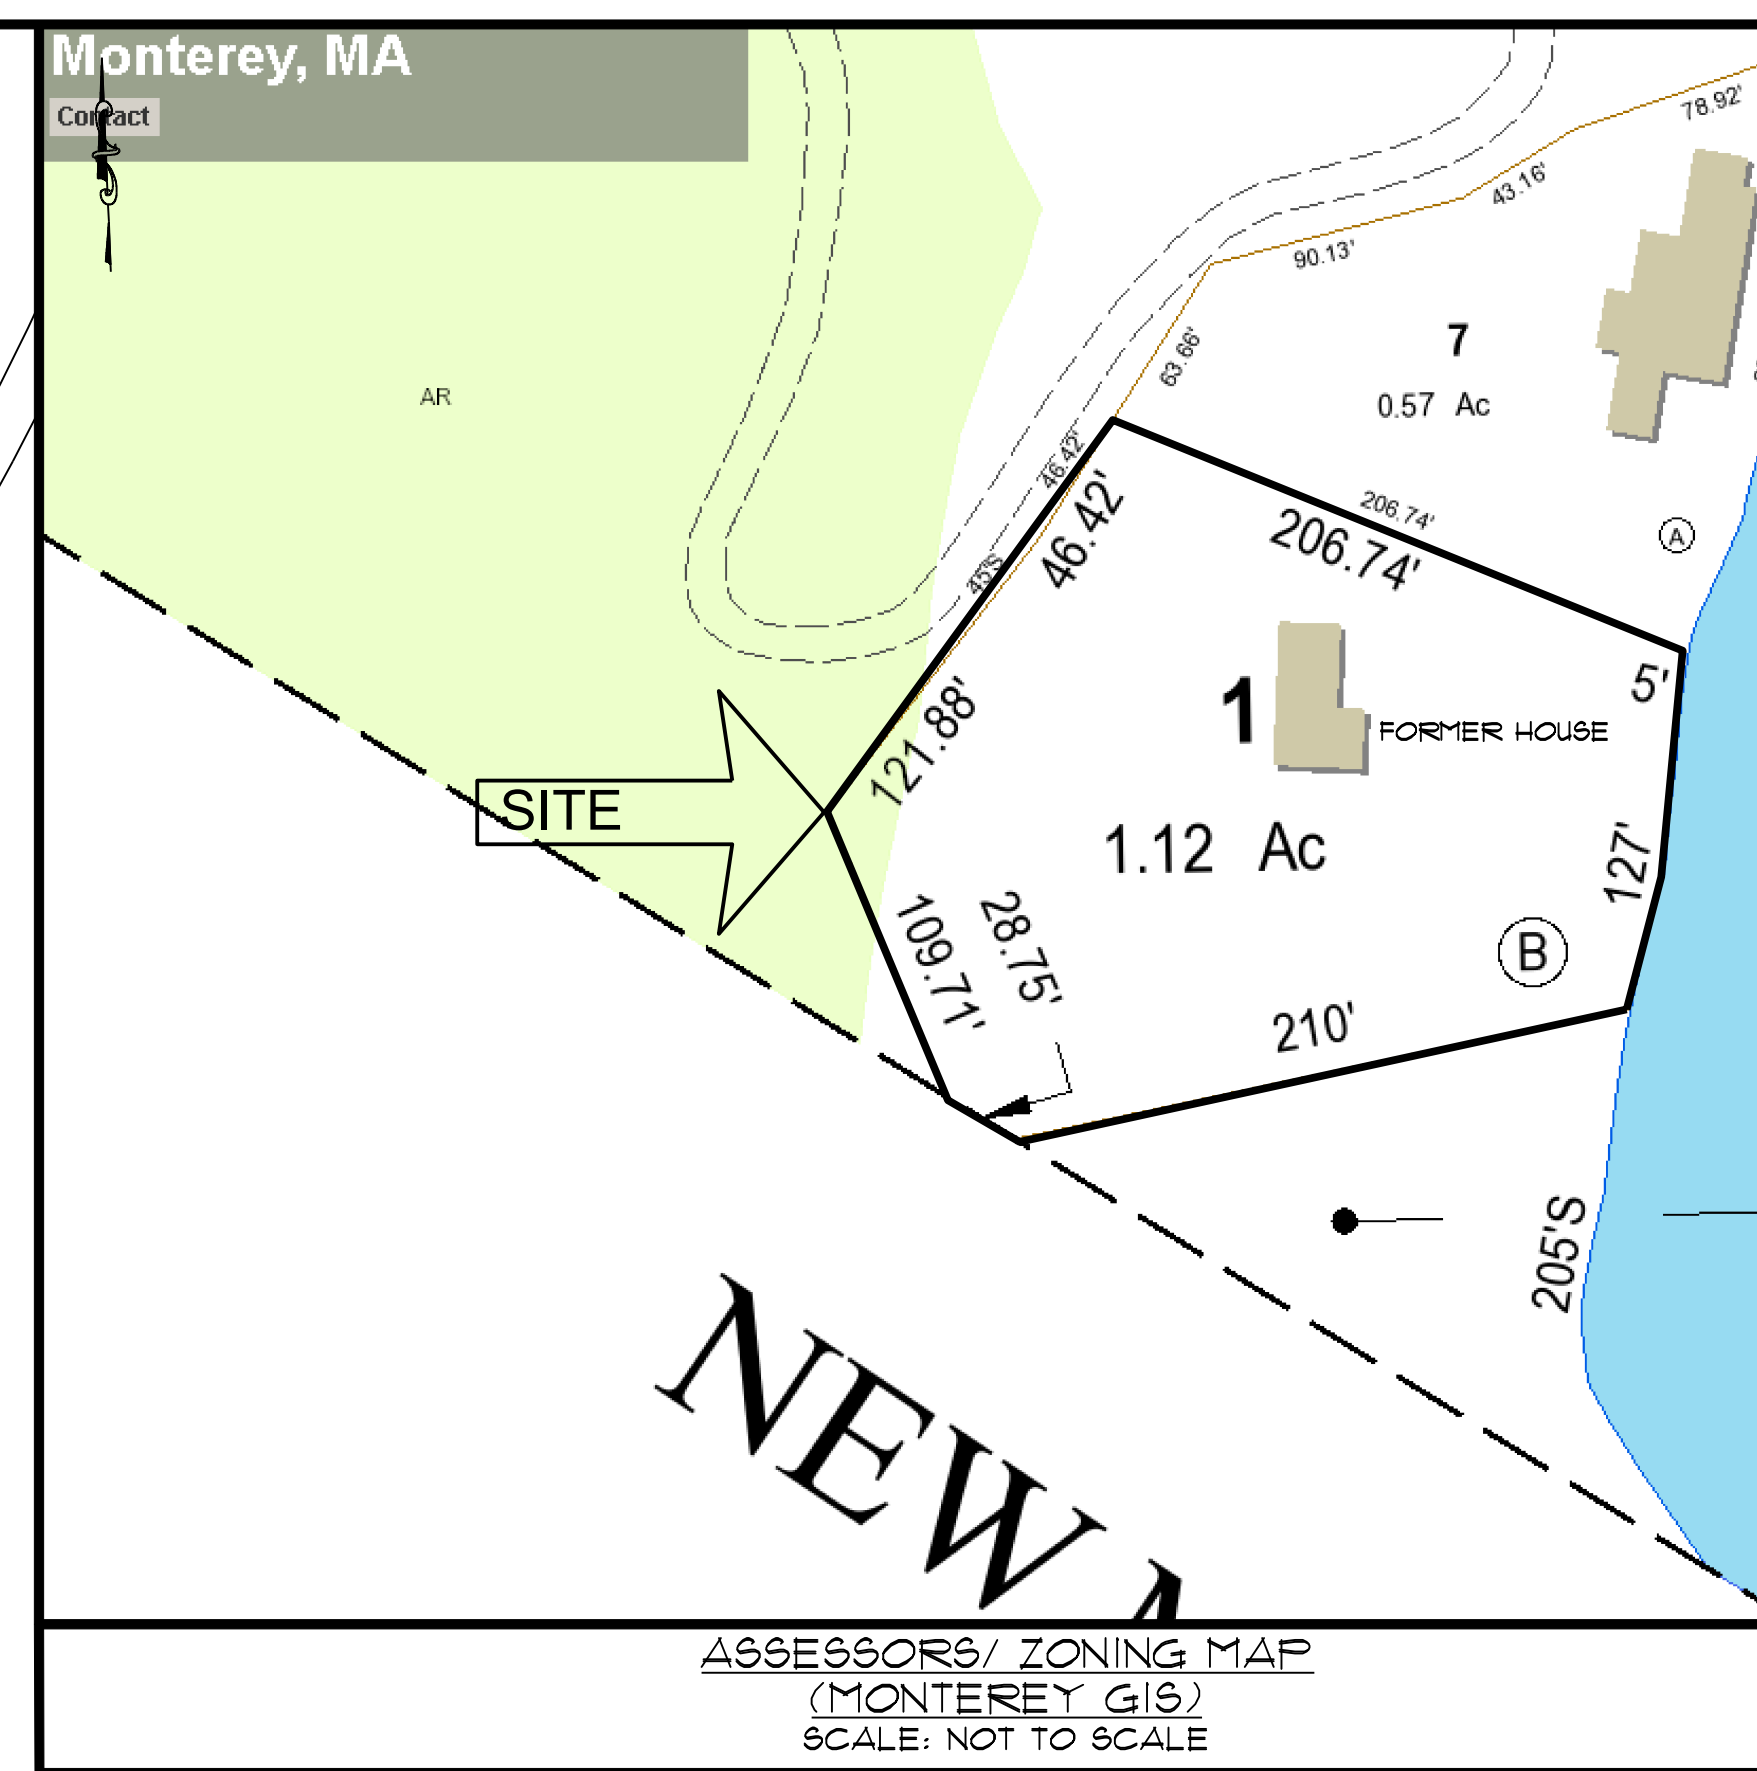 Monterey, MA
Contact
78.92'
43.16'
90.13'
63.66'
7
0.57 Ac
AR
46.42'
46.42'
206.74'
206.74'
A
45'S
5'
121.88'
1
FORMER HOUSE
SITE
1.12 Ac
127'
109.71'
28.75'
B
210'
205'S
NEW
ASSESSORS/ ZONING MAP
(MONTEREY GIS)
SCALE: NOT TO SCALE